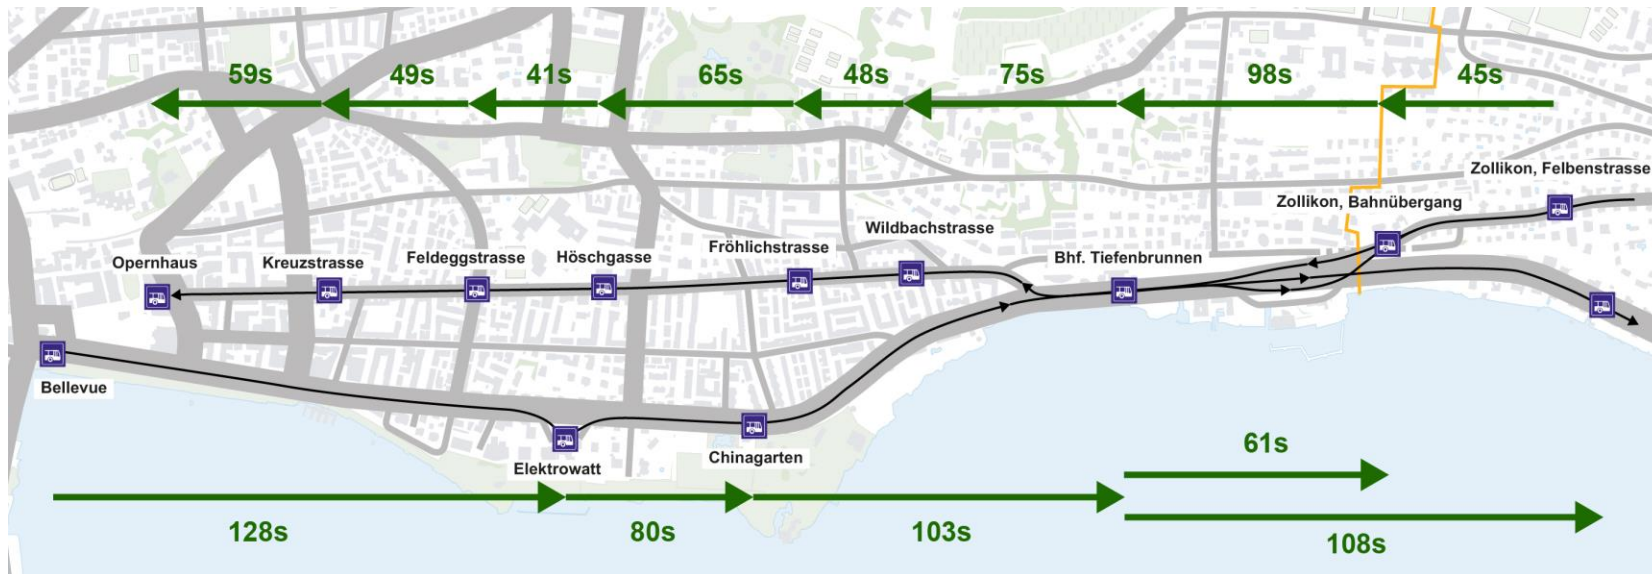 59s
49s
41s
65s
48s
75s
98s
45s
Zollikon, Felbenstrasse
Zollikon, Bahnübergang
Wildbachstrasse
Fröhlichstrasse
Bhf. Tiefenbrunnen
Höschgasse
Feldeggstrasse
Kreuzstrasse
Opernhaus
Bellevue
Elektrowatt
Chinagarten
61s
128s
80s
103s
108s